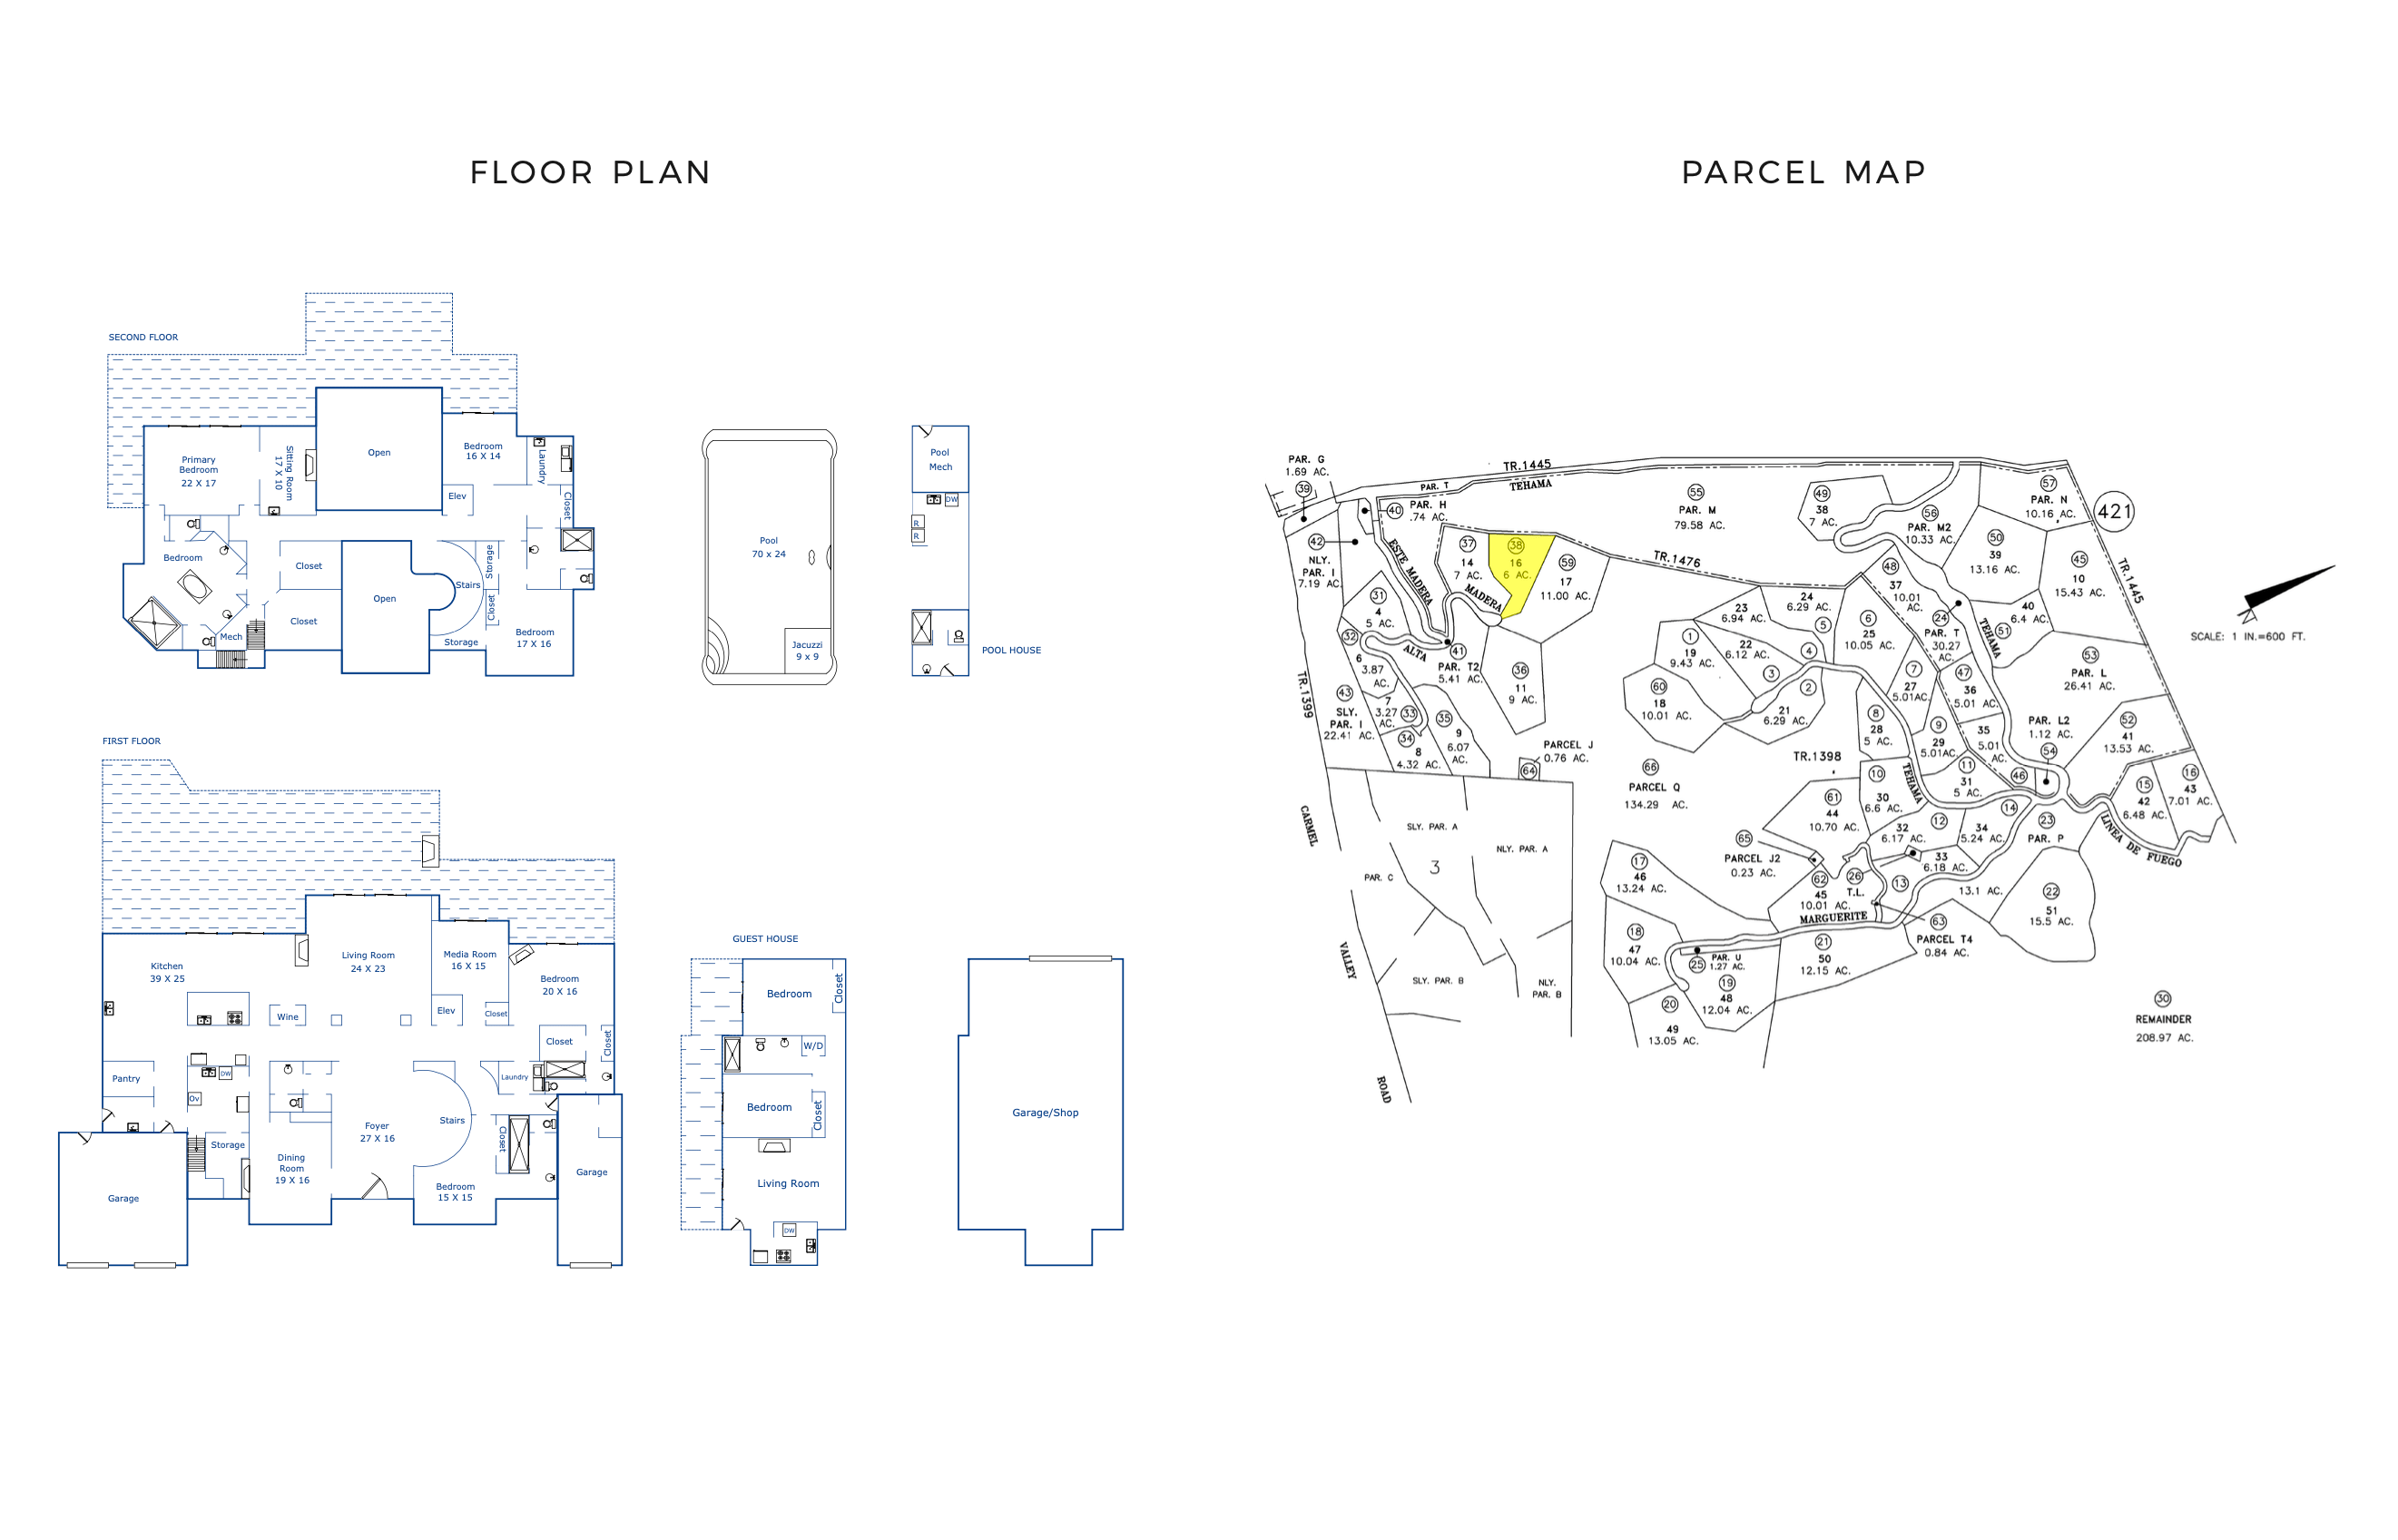 FLOOR PLAN
SECOND FLOOR
Primary
Bedroom
22 X 17
Sitting Room
17 X 10
Open
Bedroom
16 X 14
Laundry
Elev
Closet
Bedroom
Closet
Closet
Mech
Open
Stairs
Storage
Closet
Storage
Bedroom
17 X 16
Pool
70 x 24
Jacuzzi
9 x 9
Pool
Mech
DW
R
R
POOL HOUSE
FIRST FLOOR
Kitchen
39 X 25
Living Room
24 X 23
Media Room
16 X 15
Bedroom
20 X 16
Wine
Elev
Closet
Closet
Closet
Pantry
DW
Ov
Laundry
Foyer
27 X 16
Stairs
Closet
Storage
Dining
Room
19 X 16
Bedroom
15 X 15
Garage
Garage
GUEST HOUSE
Bedroom
Closet
W/D
Bedroom
Closet
Living Room
DW
Garage/Shop
PARCEL MAP
PAR. G
1.69 AC.
39
TR.1445
PAR. T
TEHAMA
40
PAR. H
.74 AC.
42
NLY.
PAR. I
7.19 AC.
ESTE MADERA
37
14
7 AC.
38
16
6 AC.
59
17
11.00 AC.
MADERA
31
4
5 AC.
32
6
3.87
AC.
ALTA
41
PAR. T2
5.41 AC.
36
11
9 AC.
TR.1399
43
SLY.
PAR. I
22.41 AC.
7
3.27
AC.
33
34
8
4.32 AC.
35
9
6.07
AC.
PARCEL J
0.76 AC.
64
55
PAR. M
79.58 AC.
TR.1476
49
38
7 AC.
56
PAR. M2
10.33 AC.
57
PAR. N
10.16 AC.
421
50
39
13.16 AC.
45
10
15.43 AC.
TR.1445
48
37
10.01
AC.
24
PAR. T
30.27
AC.
TEHAMA
40
6.4 AC.
51
SCALE: 1 IN.=600 FT.
24
6.29 AC.
5
23
6.94 AC.
6
25
10.05 AC.
1
19
9.43 AC.
22
6.12 AC.
3
4
2
21
6.29 AC.
60
18
10.01 AC.
7
27
5.01AC.
47
36
5.01 AC.
53
PAR. L
26.41 AC.
8
28
5 AC.
9
29
5.01AC.
35
5.01
AC.
PAR. L2
1.12 AC.
54
52
41
13.53 AC.
TR.1398
66
PARCEL Q
134.29 AC.
10
30
6.6 AC.
TEHAMA
11
31
5 AC.
46
14
15
42
6.48 AC.
16
43
7.01 AC.
61
44
10.70 AC.
12
32
6.17 AC.
34
5.24 AC.
23
PAR. P
LINEA DE FUEGO
65
PARCEL J2
0.23 AC.
33
6.18 AC.
62
45
10.01 AC.
26
T.L.
13
13.1 AC.
22
51
15.5 AC.
MARGUERITE
63
PARCEL T4
0.84 AC.
17
46
13.24 AC.
18
47
10.04 AC.
PAR. U
1.27 AC.
25
19
48
12.04 AC.
21
50
12.15 AC.
20
49
13.05 AC.
30
REMAINDER
208.97 AC.
CARMEL
VALLEY
ROAD
SLY. PAR. A
3
NLY. PAR. A
PAR. C
SLY. PAR. B
NLY.
PAR. B